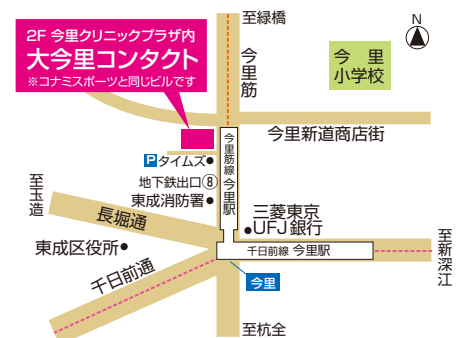 2F 今里クリニックプラザ内
大今里コンタクト
※コナミスポーツと同じビルです
至緑橋
今里筋
N
今里
小学校
今里新道商店街
今里筋線 今里駅
P タイムズ
地下鉄出口⑧
東成消防署
至玉造
長堀通
三菱東京
UFJ銀行
東成区役所
千日前線 今里駅
至新深江
千日前通
今里
至杭全